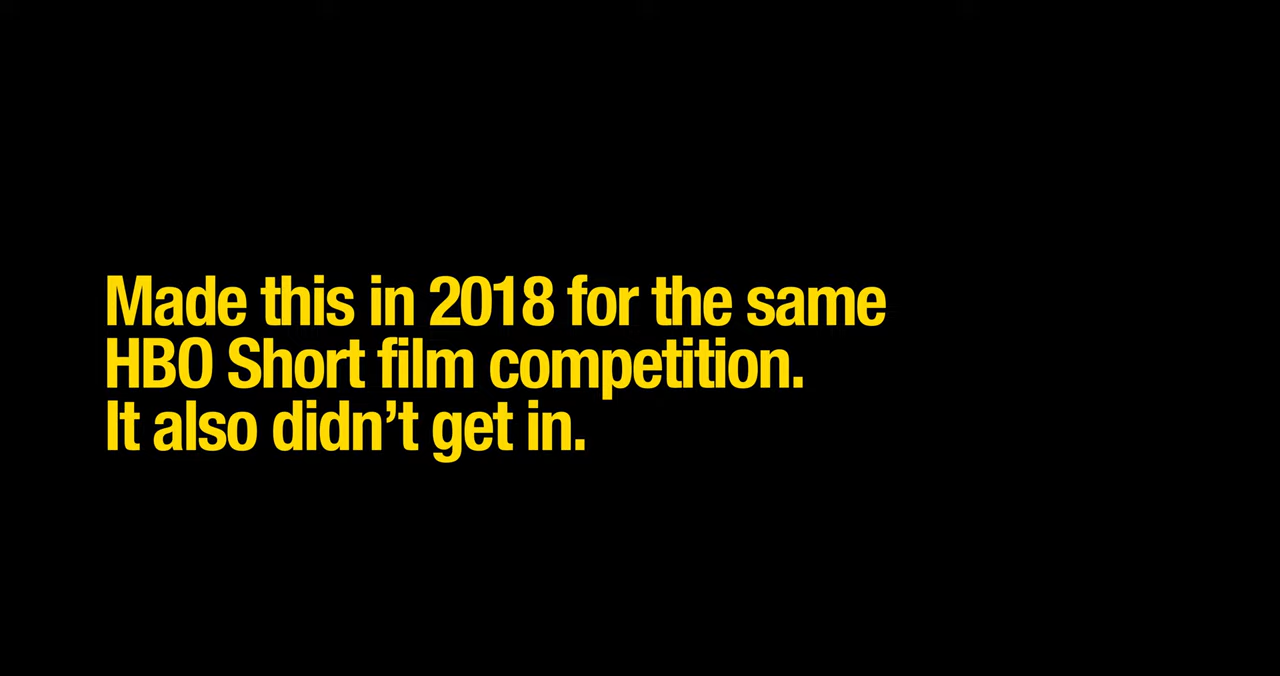 Made this in 2018 for the same
HBO Short film competition.
It also didn’t get in.